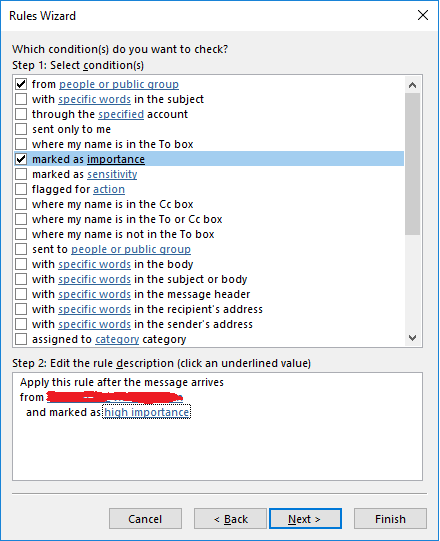 Rules Wizard
Which condition(s) do you want to check?
Step 1: Select condition(s)
from people or public group
with specific words in the subject
through the specified account
sent only to me
where my name is in the To box
marked as importance
marked as sensitivity
flagged for action
where my name is in the Cc box
where my name is in the To or Cc box
where my name is not in the To box
sent to people or public group
with specific words in the body
with specific words in the subject or body
with specific words in the message header
with specific words in the recipient's address
with specific words in the sender's address
assigned to category category
Step 2: Edit the rule description (click an underlined value)
Apply this rule after the message arrives
from
and marked as high importance
Cancel
< Back
Next >
Finish